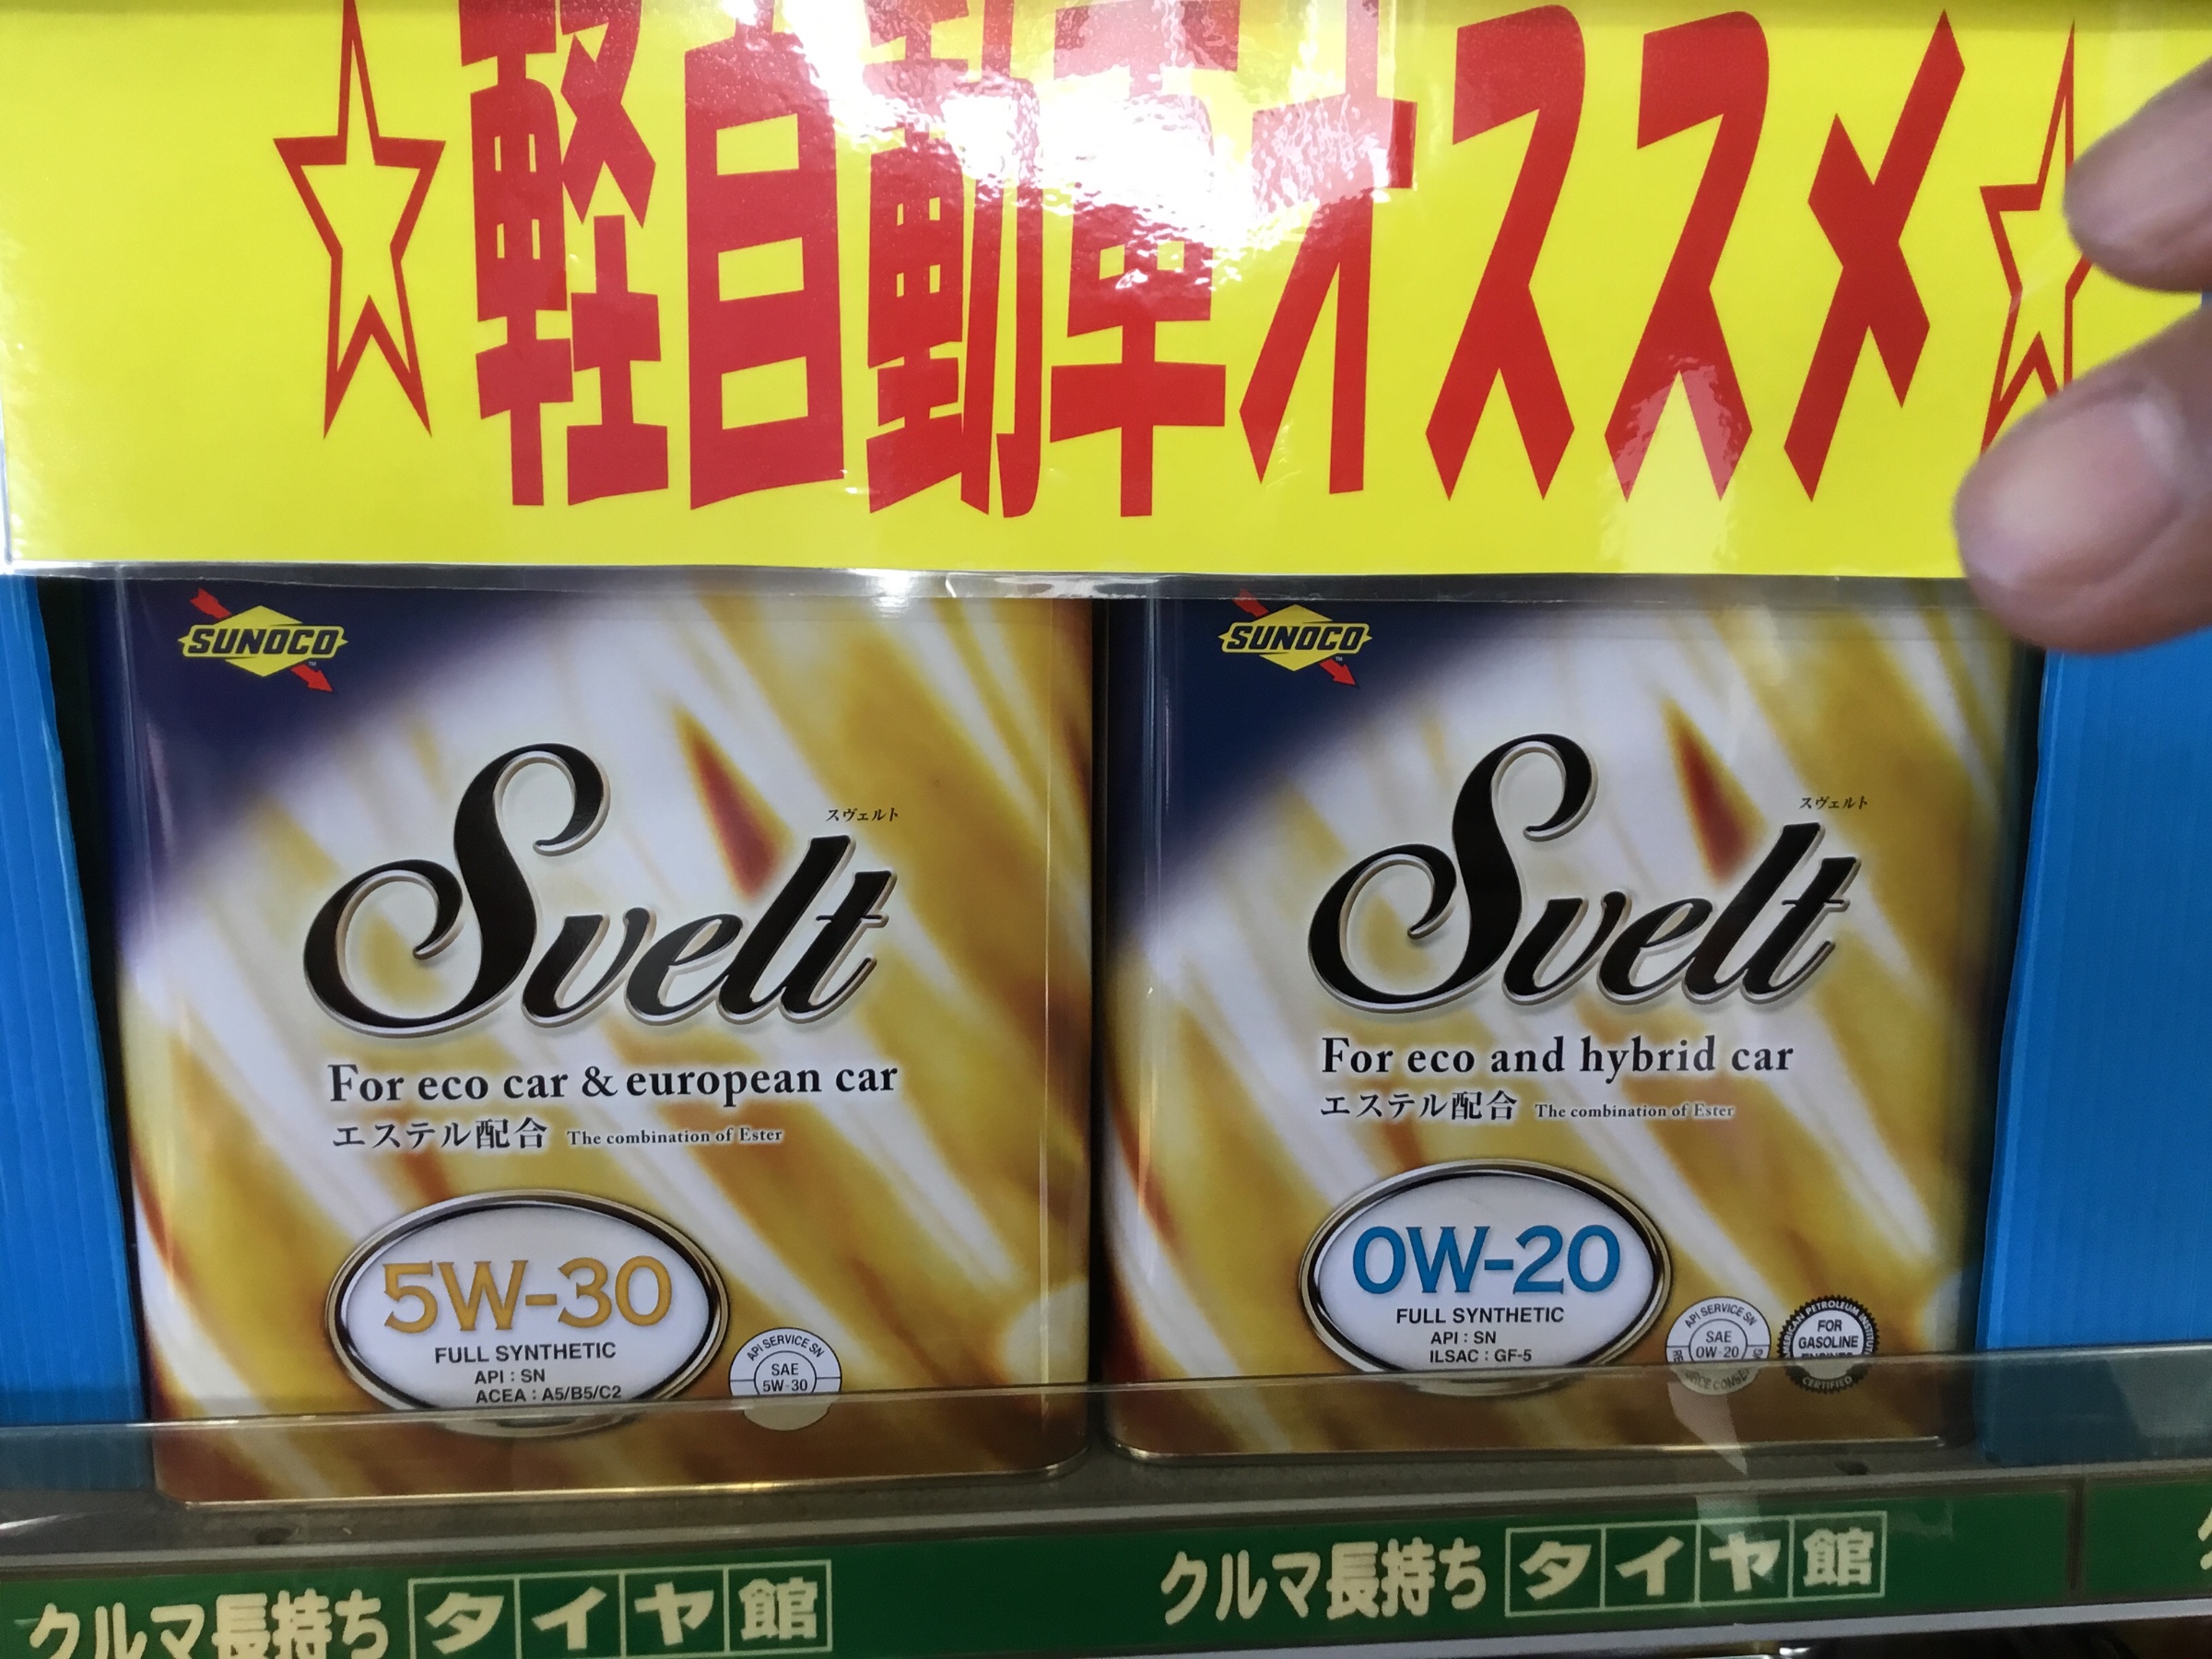 ☆軽自動車オススメ☆
SUNOCO
TM
スヴェルト
Svelt
For eco car & european car
エステル配合 The combination of Ester
5W-30
FULL SYNTHETIC
API : SN
ACEA : A5/B5/C2
API SERVICE SN
SAE
5W-30
SUNOCO
TM
スヴェルト
Svelt
For eco and hybrid car
エステル配合 The combination of Ester
0W-20
FULL SYNTHETIC
API : SN
ILSAC : GF-5
API SERVICE SN
SAE
0W-20
PETROLEUM
FOR
GASOLINE
CERTIFIED
クルマ長持ち タイヤ館
クルマ長持ち タイヤ館